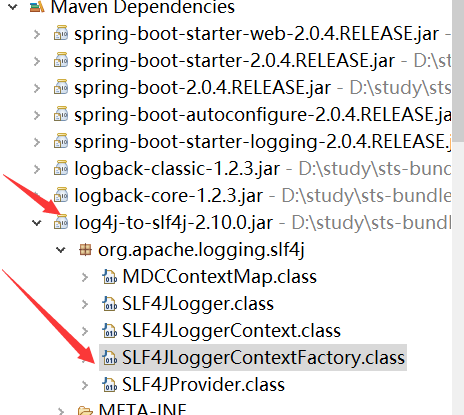 Maven Dependencies
spring-boot-starter-web-2.0.4.RELEASE.jar
spring-boot-starter-2.0.4.RELEASE.jar - D:\study
spring-boot-2.0.4.RELEASE.jar - D:\study\sts-bu
spring-boot-autoconfigure-2.0.4.RELEASE.ja
spring-boot-starter-logging-2.0.4.RELEASE.j
logback-classic-1.2.3.jar - D:\study\sts-bundle
logback-core-1.2.3.jar - D:\study\sts-bundle
log4j-to-slf4j-2.10.0.jar - D:\study\sts-bundl
org.apache.logging.slf4j
MDCContextMap.class
SLF4JLogger.class
SLF4JLoggerContext.class
SLF4JLoggerContextFactory.class
SLF4JProvider.class
META-INF